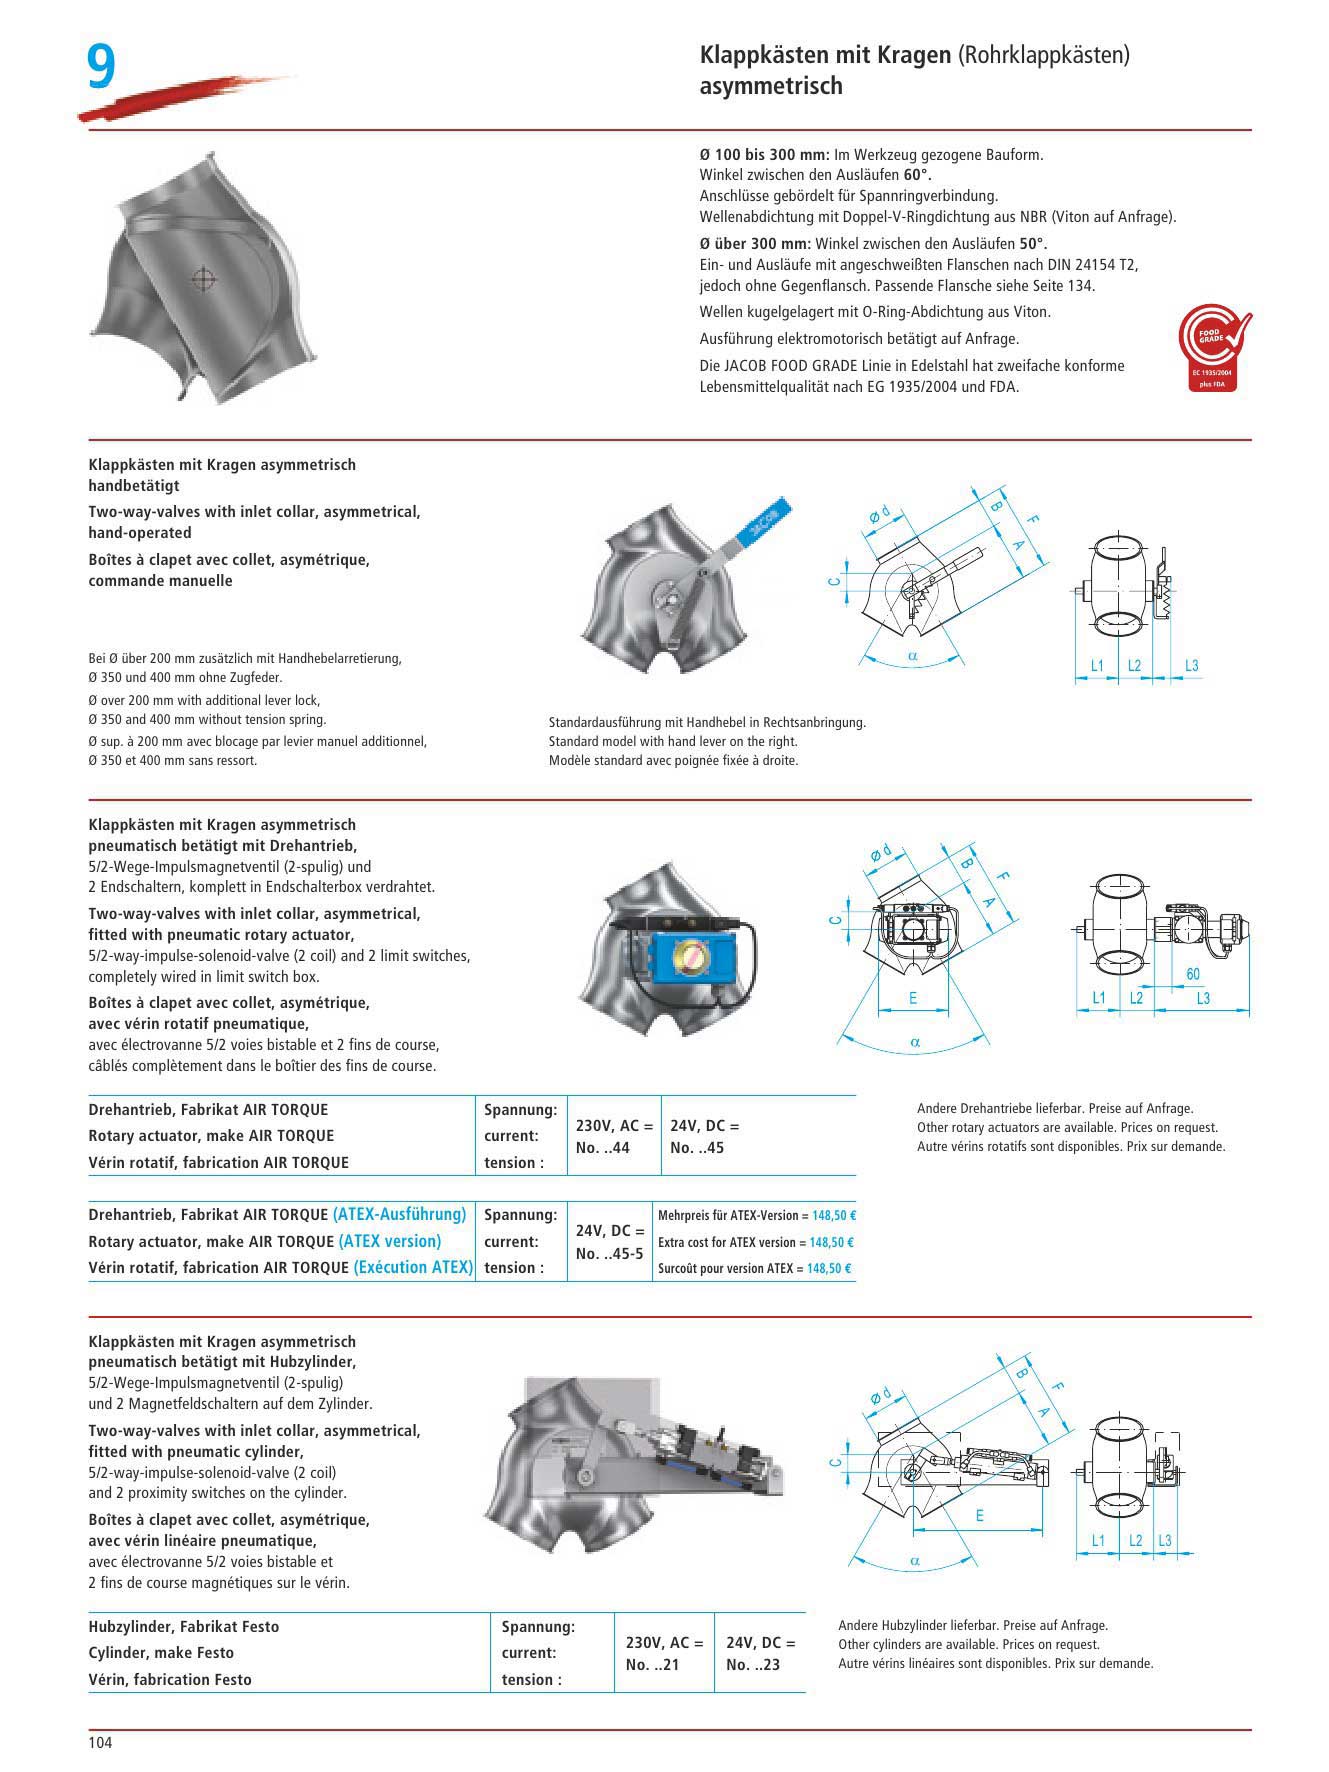 9
Klappkästen mit Kragen (Rohrklappkästen)
asymmetrisch
Ø 100 bis 300 mm: Im Werkzeug gezogene Bauform.
Winkel zwischen den Ausläufen 60°.
Anschlüsse gebördelt für Spannringverbindung.
Wellenabdichtung mit Doppel-V-Ringdichtung aus NBR (Viton auf Anfrage).
Ø über 300 mm: Winkel zwischen den Ausläufen 50°.
Ein- und Ausläufe mit angeschweißten Flanschen nach DIN 24154 T2,
jedoch ohne Gegenflansch. Passende Flansche siehe Seite 134.
Wellen kugelgelagert mit O-Ring-Abdichtung aus Viton.
Ausführung elektromotorisch betätigt auf Anfrage.
Die JACOB FOOD GRADE Linie in Edelstahl hat zweifache konforme
Lebensmittelqualität nach EG 1935/2004 und FDA.
FOOD
GRADE
EC 1935/2004
plus FDA
Klappkästen mit Kragen asymmetrisch
handbetätigt
Two-way-valves with inlet collar, asymmetrical,
hand-operated
Boîtes à clapet avec collet, asymétrique,
commande manuelle
Bei Ø über 200 mm zusätzlich mit Handhebelarretierung,
Ø 350 und 400 mm ohne Zugfeder.
Ø over 200 mm with additional lever lock,
Ø 350 and 400 mm without tension spring.
Ø sup. à 200 mm avec blocage par levier manuel additionnel,
Ø 350 et 400 mm sans ressort.
JACOB
Ø d
B
F
A
C
α
L1
L2
L3
Standardausführung mit Handhebel in Rechtsanbringung.
Standard model with hand lever on the right.
Modèle standard avec poignée fixée à droite.
Klappkästen mit Kragen asymmetrisch
pneumatisch betätigt mit Drehantrieb,
5/2-Wege-Impulsmagnetventil (2-spulig) und
2 Endschaltern, komplett in Endschalterbox verdrahtet.
Two-way-valves with inlet collar, asymmetrical,
fitted with pneumatic rotary actuator,
5/2-way-impulse-solenoid-valve (2 coil) and 2 limit switches,
completely wired in limit switch box.
Boîtes à clapet avec collet, asymétrique,
avec vérin rotatif pneumatique,
avec électrovanne 5/2 voies bistable et 2 fins de course,
câblés complètement dans le boîtier des fins de course.
Ø d
B
F
A
C
E
α
60
L1
L2
L3
Drehantrieb, Fabrikat AIR TORQUE
Rotary actuator, make AIR TORQUE
Vérin rotatif, fabrication AIR TORQUE
Spannung:
current:
tension :
230V, AC =
No. ..44
24V, DC =
No. ..45
Andere Drehantriebe lieferbar. Preise auf Anfrage.
Other rotary actuators are available. Prices on request.
Autre vérins rotatifs sont disponibles. Prix sur demande.
Drehantrieb, Fabrikat AIR TORQUE (ATEX-Ausführung)
Rotary actuator, make AIR TORQUE (ATEX version)
Vérin rotatif, fabrication AIR TORQUE (Exécution ATEX)
Spannung:
current:
tension :
24V, DC =
No. ..45-5
Mehrpreis für ATEX-Version = 148,50 €
Extra cost for ATEX version = 148,50 €
Surcoût pour version ATEX = 148,50 €
Klappkästen mit Kragen asymmetrisch
pneumatisch betätigt mit Hubzylinder,
5/2-Wege-Impulsmagnetventil (2-spulig)
und 2 Magnetfeldschaltern auf dem Zylinder.
Two-way-valves with inlet collar, asymmetrical,
fitted with pneumatic cylinder,
5/2-way-impulse-solenoid-valve (2 coil)
and 2 proximity switches on the cylinder.
Boîtes à clapet avec collet, asymétrique,
avec vérin linéaire pneumatique,
avec électrovanne 5/2 voies bistable et
2 fins de course magnétiques sur le vérin.
Ø d
B
F
A
C
E
α
L1
L2
L3
Hubzylinder, Fabrikat Festo
Cylinder, make Festo
Vérin, fabrication Festo
Spannung:
current:
tension :
230V, AC =
No. ..21
24V, DC =
No. ..23
Andere Hubzylinder lieferbar. Preise auf Anfrage.
Other cylinders are available. Prices on request.
Autre vérins linéaires sont disponibles. Prix sur demande.
104